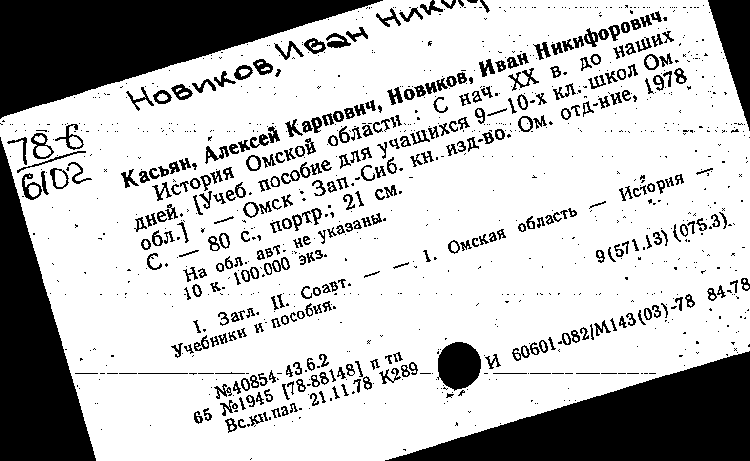 Новиков, Иван
78-6
6102
Касьян, Алексей Карпович, Новиков, Иван Никифорович.
История Омской области : С нач. XX в. до наших
дней. [Учеб. пособие для учащихся 9—10-х кл. школ Ом.
обл.]. — Омск : Зап.-Сиб. кн. изд-во. Ом. отд-ние, 1978
С. — 80 с., портр.; 21 см.
На обл. авт. не указаны.
10 к. 100.000 экз.
I. Загл. II. Соавт. — — 1. Омская область — История —
Учебники и пособия.
9(571.13)(075.3)
№40854- 43.6.2
65 №1945 [78-88148] п тп
Вс.кн.пал. 21.11.78 К289
И 60601-082/М143(03)-78 84-78